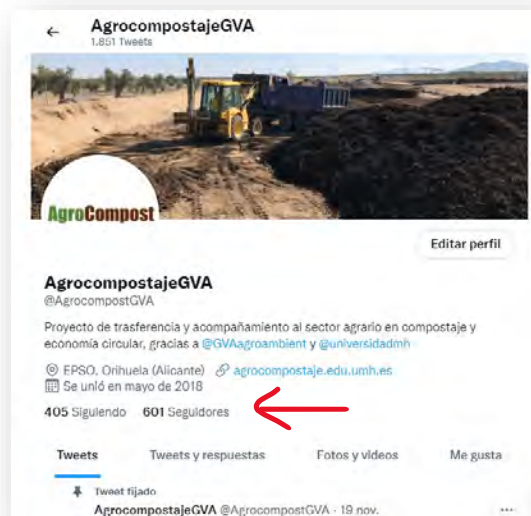 AgrocompostajeGVA
1.851 Tweets
AgroCompost
Editar perfil
AgrocompostajeGVA
@AgrocompostGVA
Proyecto de trasferencia y acompañamiento al sector agrario en compostaje y
economía circular, gracias a @GVAagroambient y @universidadmh
EPSO, Orihuela (Alicante) agrocompostaje.edu.umh.es
Se unió en mayo de 2018
405 Siguiendo 601 Seguidores
Tweets Tweets y respuestas Fotos y vídeos Me gusta
Tweet fijado
AgrocompostajeGVA @AgrocompostGVA · 19 nov.